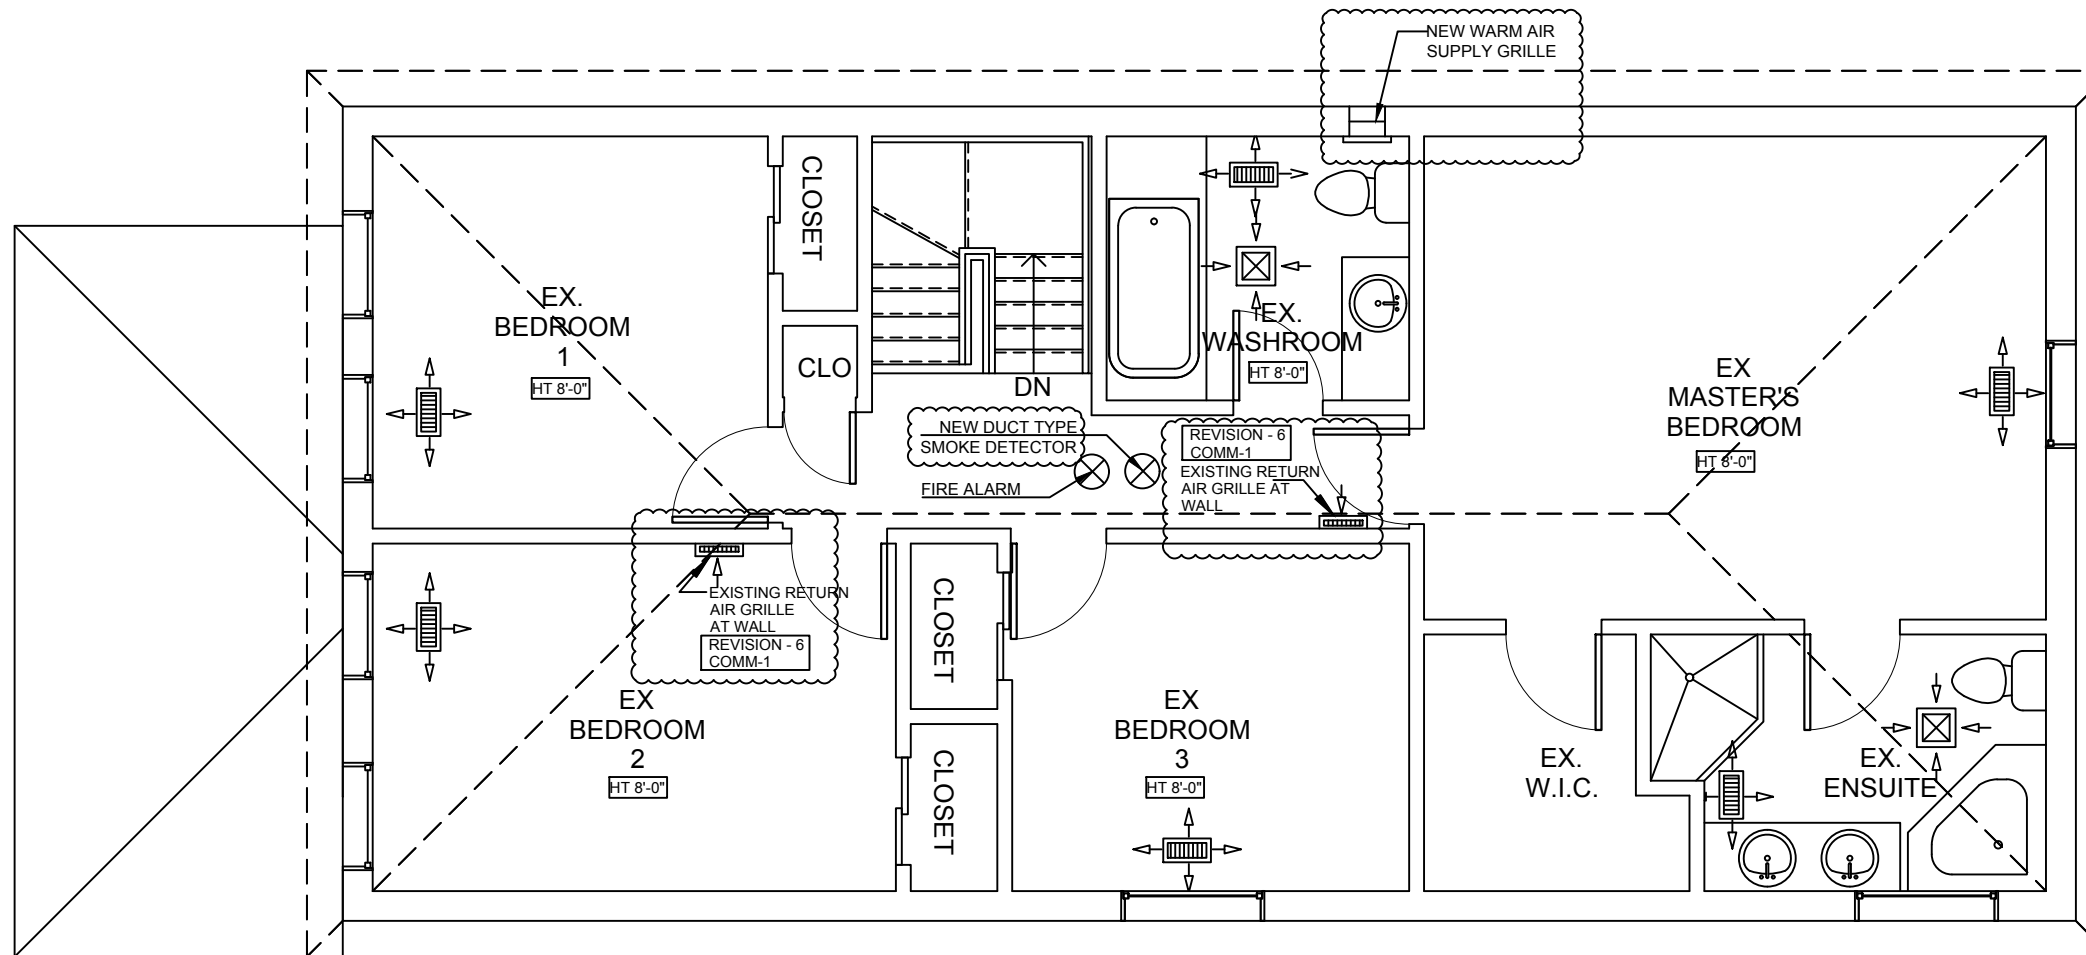 NEW WARM AIR
SUPPLY GRILLE
CLOSET
EX.
BEDROOM
1
HT 8'-0"
CLO
DN
EX.
WASHROOM
HT 8'-0"
EX
MASTER'S
BEDROOM
HT 8'-0"
NEW DUCT TYPE
SMOKE DETECTOR
FIRE ALARM
REVISION - 6
COMM-1
EXISTING RETURN
AIR GRILLE AT
WALL
EXISTING RETURN
AIR GRILLE
AT WALL
REVISION - 6
COMM-1
CLOSET
EX
BEDROOM
2
HT 8'-0"
CLOSET
EX
BEDROOM
3
HT 8'-0"
EX.
W.I.C.
EX.
ENSUITE